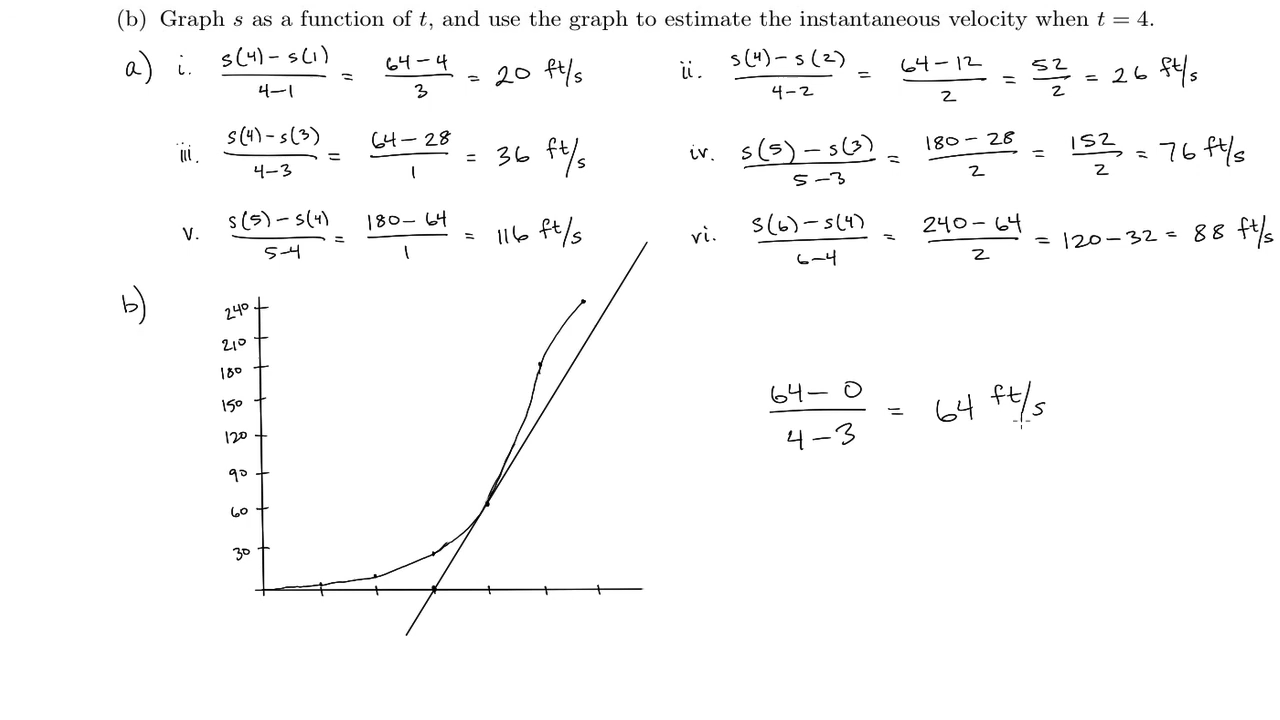 (b) Graph s as a function of t, and use the graph to estimate the instantaneous velocity when t = 4.
a) i. (s(4)-s(1))/(4-1) = (64-4)/3 = 20 ft/s
ii. (s(4)-s(2))/(4-2) = (64-12)/2 = 52/2 = 26 ft/s
iii. (s(4)-s(3))/(4-3) = (64-28)/1 = 36 ft/s
iv. (s(5)-s(3))/(5-3) = (180-28)/2 = 152/2 = 76 ft/s
v. (s(5)-s(4))/(5-4) = (180-64)/1 = 116 ft/s
vi. (s(6)-s(4))/(6-4) = (240-64)/2 = 120-32 = 88 ft/s
b)
240
210
180
150
120
90
60
30
(64-0)/(4-3) = 64 ft/s